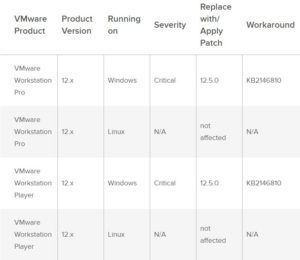 VMware Product Product Version Running on Severity Replace with/ Apply Patch Workaround
VMware Workstation Pro 12.x Windows Critical 12.5.0 KB2146810
VMware Workstation Pro 12.x Linux N/A not affected N/A
VMware Workstation Player 12.x Windows Critical 12.5.0 KB2146810
VMware Workstation Player 12.x Linux N/A not affected N/A